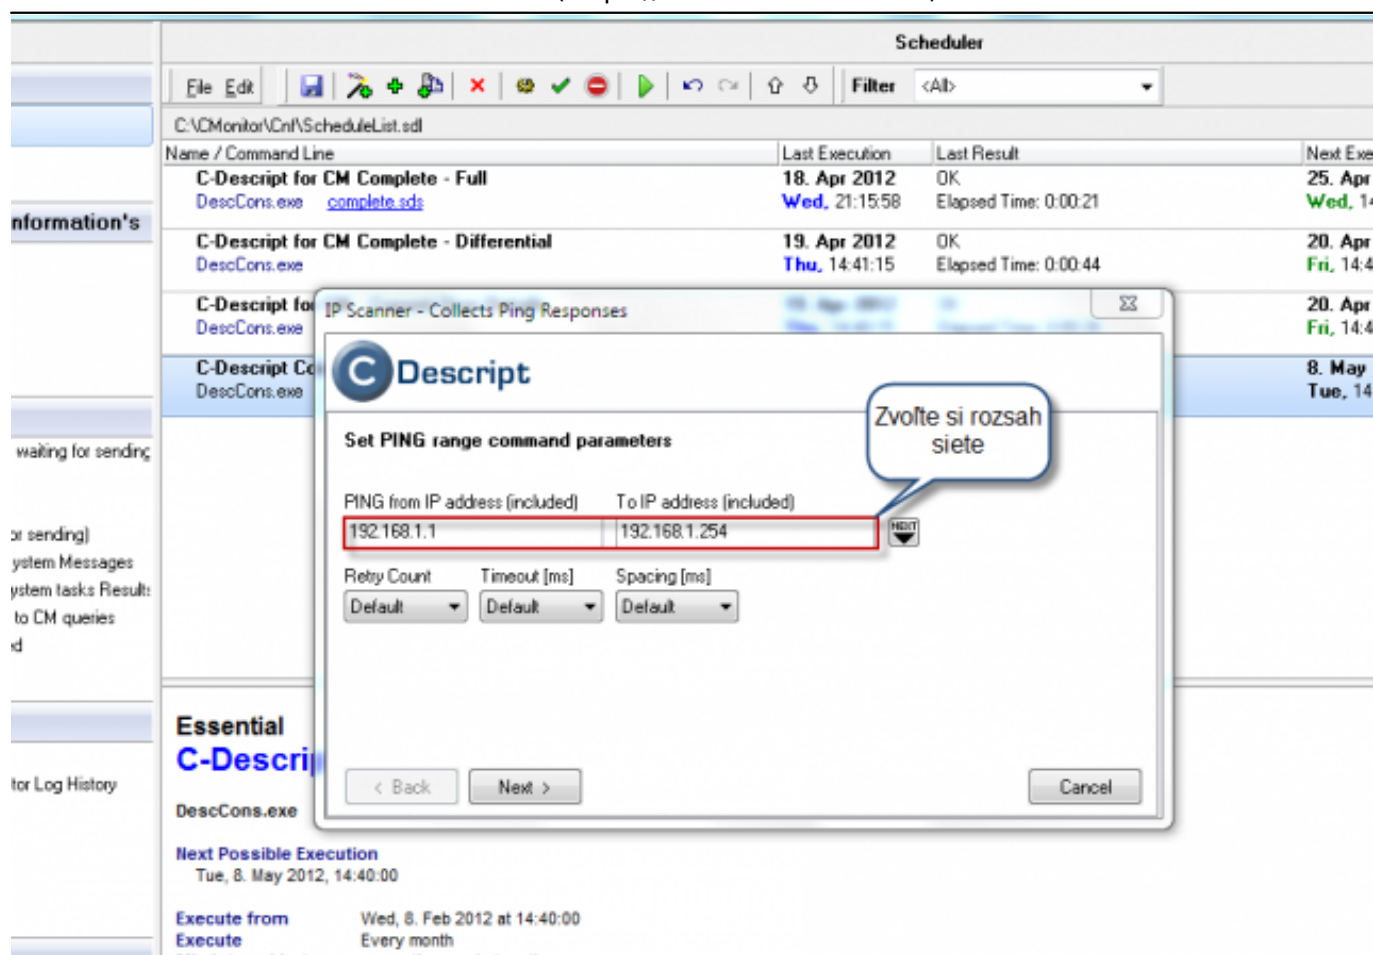 Scheduler
File Edit Filter <All>
C:\CMonitor\Cnf\ScheduleList.sdl
Name / Command Line Last Execution Last Result Next Exe
C-Descript for CM Complete - Full 18. Apr 2012 OK 25. Apr
DescCons.exe complete.sds Wed, 21:15:58 Elapsed Time: 0:00:21 Wed, 14
nformation's
C-Descript for CM Complete - Differential 19. Apr 2012 OK 20. Apr
DescCons.exe Thu, 14:41:15 Elapsed Time: 0:00:44 Fri, 14:4
C-Descript fo 20. Apr
DescCons.exe Fri, 14:4
IP Scanner - Collects Ping Responses
C-Descript Co 8. May
DescCons.exe Tue, 14
C Descript
Zvoľte si rozsah
siete
Set PING range command parameters
waiting for sending
PING from IP address (included) To IP address (included)
192.168.1.1 192.168.1.254 NEXT
or sending)
ystem Messages
Retry Count Timeout [ms] Spacing [ms]
ystem tasks Results
Default Default Default
to CM queries
ed
Essential
C-Descrip
< Back Next > Cancel
tor Log History
DescCons.exe
Next Possible Execution
Tue, 8. May 2012, 14:40:00
Execute from Wed, 8. Feb 2012 at 14:40:00
Execute Every month